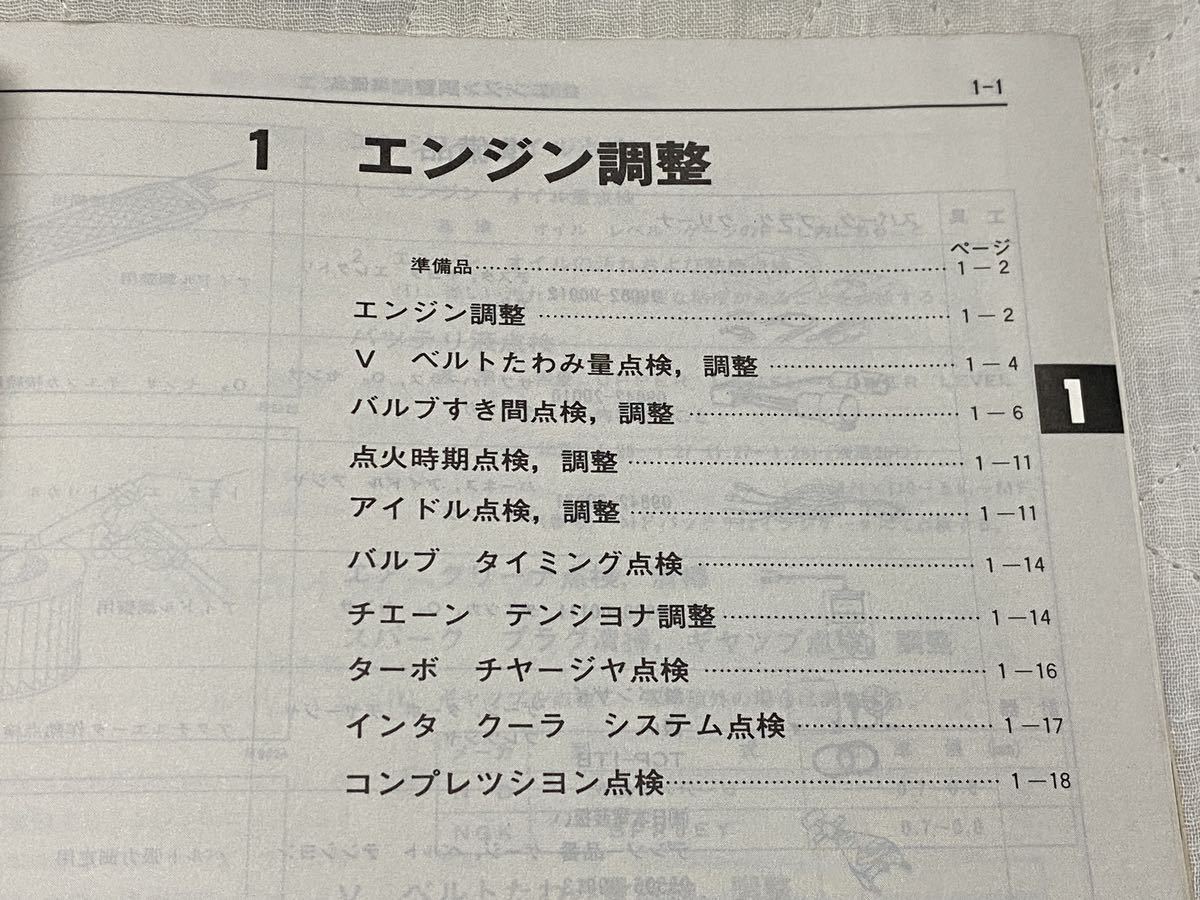 1-1
1 エンジン調整
ページ
準備品……1－2
エンジン調整……1－2
V ベルトたわみ量点検，調整……1－4
バルブすき間点検，調整……1－6
点火時期点検，調整……1－11
アイドル点検，調整……1－11
バルブ タイミング点検……1－14
チエーン テンシヨナ調整……1－14
ターボ チヤージヤ点検……1－16
インタ クーラ システム点検……1－17
コンプレツシヨン点検……1－18
1